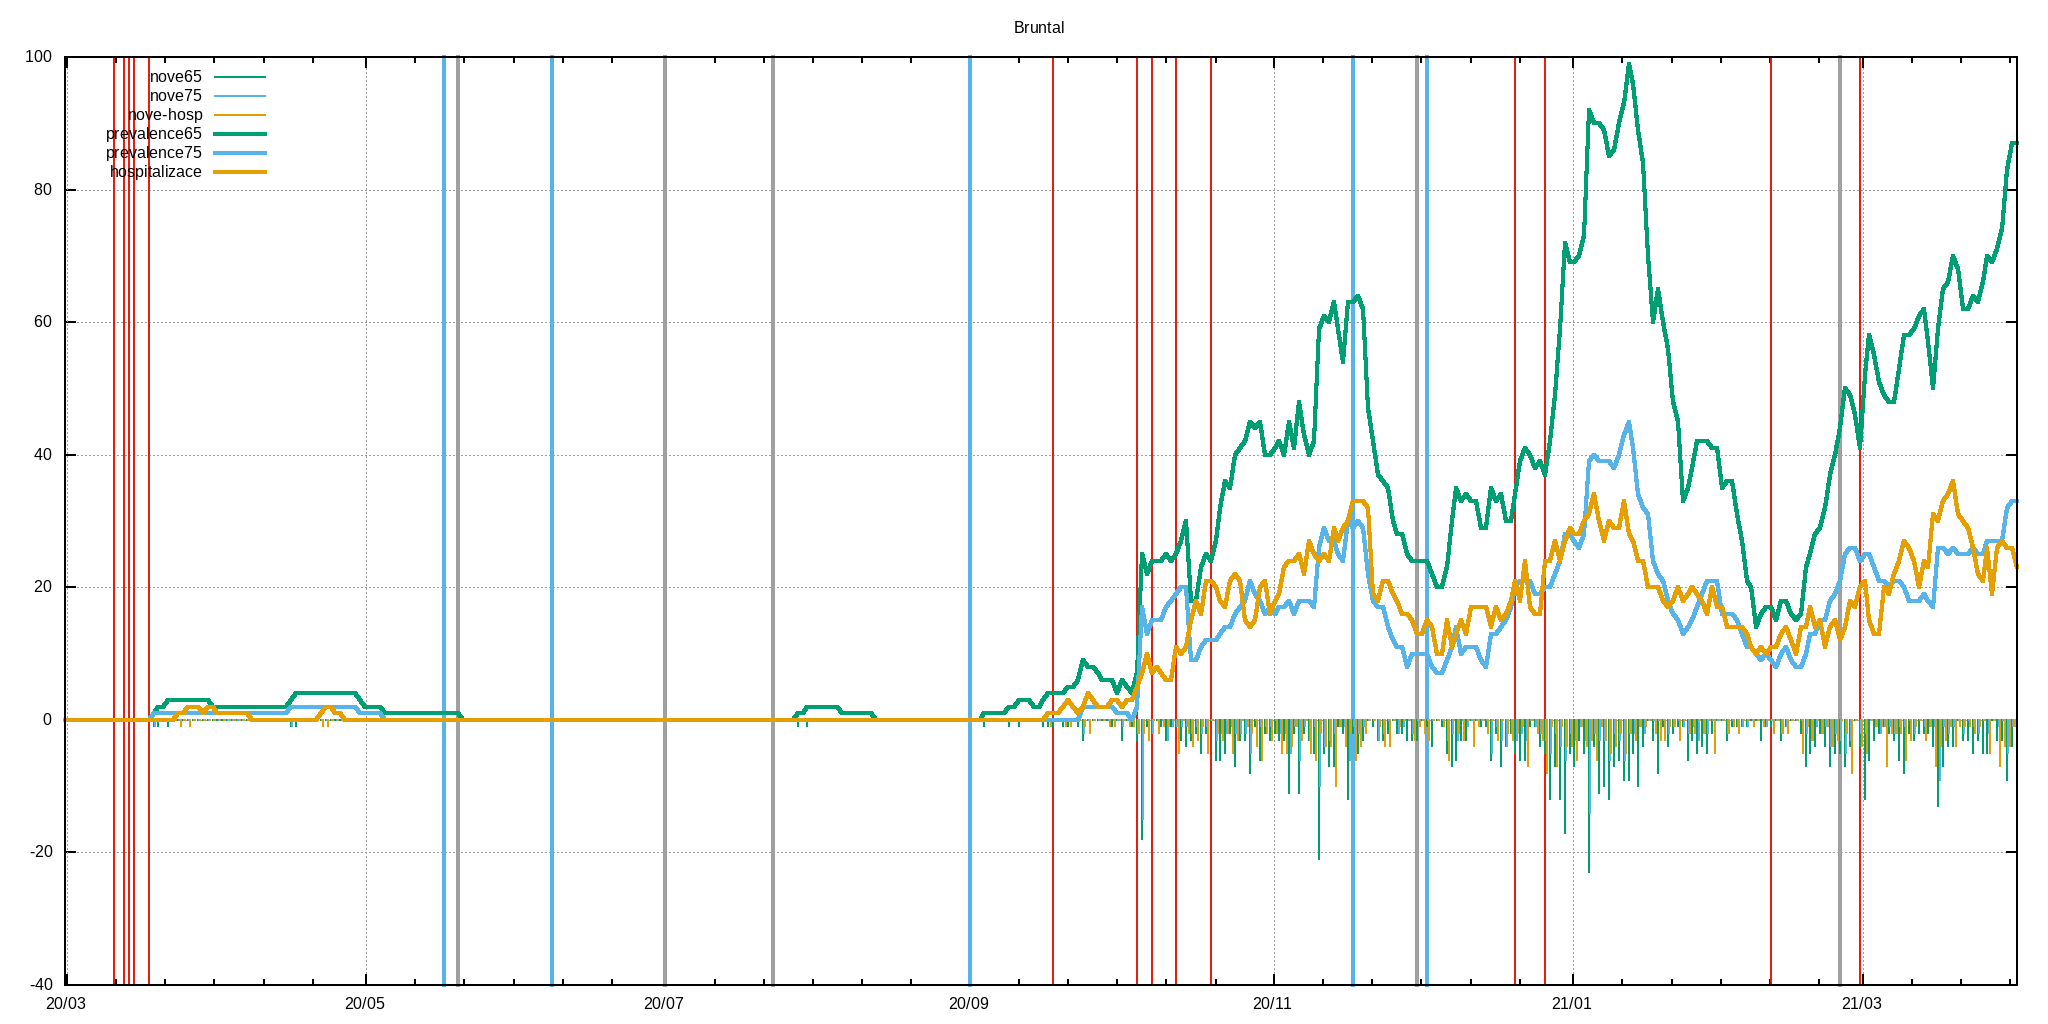 Bruntal
100
80
60
40
20
0
-20
-40
nove65
nove75
nove-hosp
prevalence65
prevalence75
hospitalizace
20/03 20/05 20/07 20/09 20/11 21/01 21/03